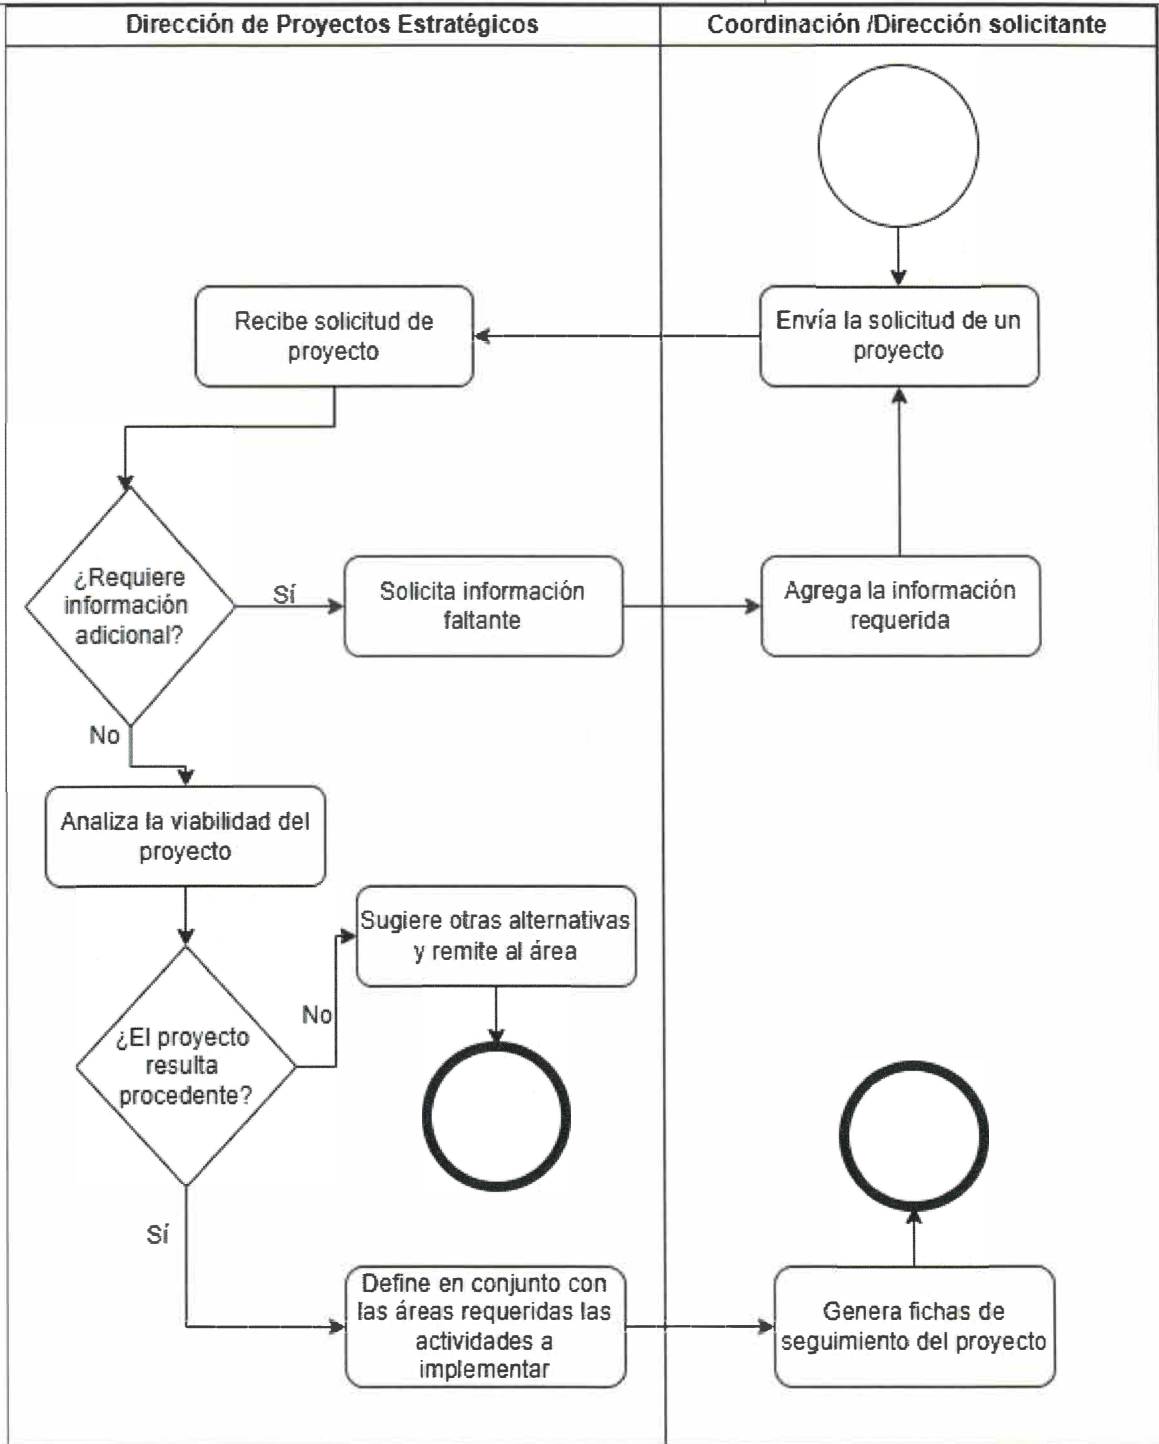 Dirección de Proyectos Estratégicos
Coordinación /Dirección solicitante
Recibe solicitud de
proyecto
Envía la solicitud de un
proyecto
¿Requiere
información
adicional?
Sí
Solicita información
faltante
Agrega la información
requerida
No
Analiza la viabilidad del
proyecto
Sugiere otras alternativas
y remite al área
No
¿El proyecto
resulta
procedente?
Sí
Define en conjunto con
las áreas requeridas las
actividades a
implementar
Genera fichas de
seguimiento del proyecto